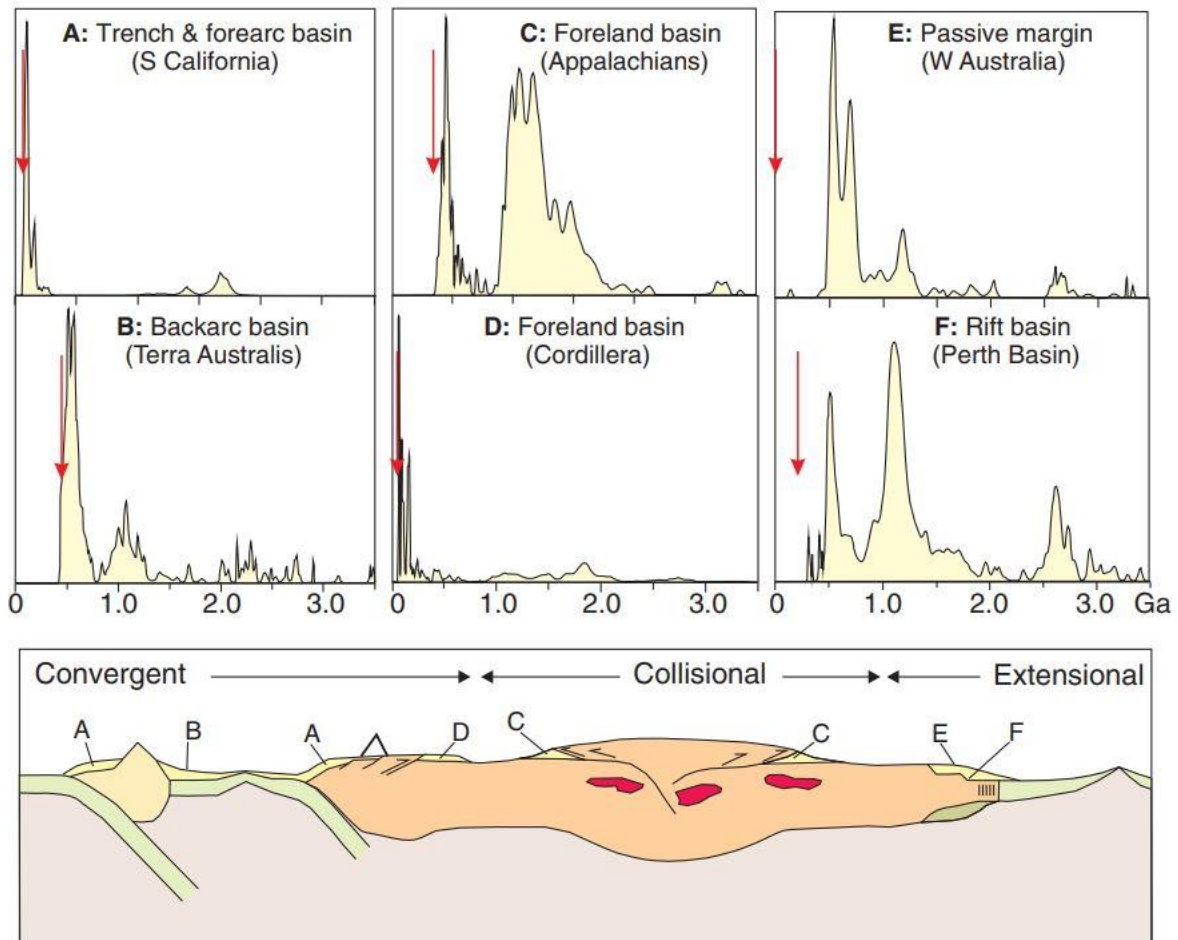 A: Trench & forearc basin
(S California)
C: Foreland basin
(Appalachians)
E: Passive margin
(W Australia)
B: Backarc basin
(Terra Australis)
D: Foreland basin
(Cordillera)
F: Rift basin
(Perth Basin)
0 1.0 2.0 3.0 0 1.0 2.0 3.0 0 1.0 2.0 3.0 Ga
Convergent Collisional Extensional
A B A D C C E F